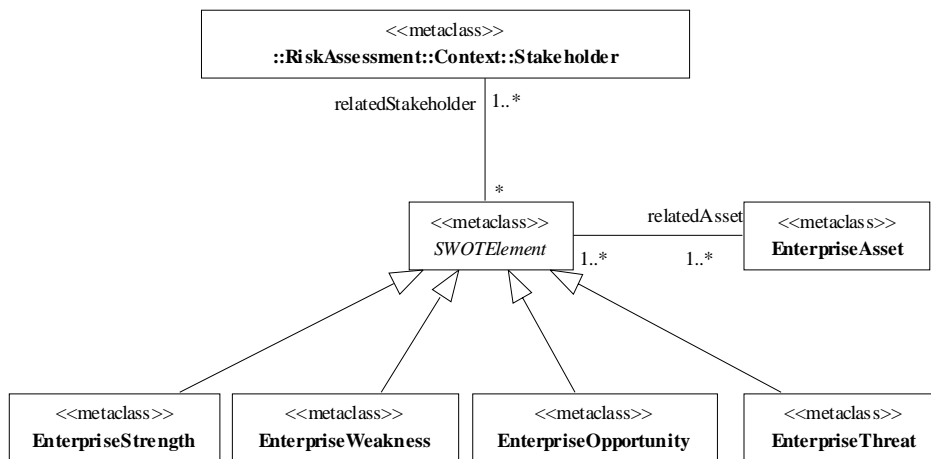 <<metaclass>>
::RiskAssessment::Context::Stakeholder
relatedStakeholder
1..*
*
<<metaclass>>
SWOTElement
relatedAsset
1..*
1..*
<<metaclass>>
EnterpriseAsset
<<metaclass>>
EnterpriseStrength
<<metaclass>>
EnterpriseWeakness
<<metaclass>>
EnterpriseOpportunity
<<metaclass>>
EnterpriseThreat